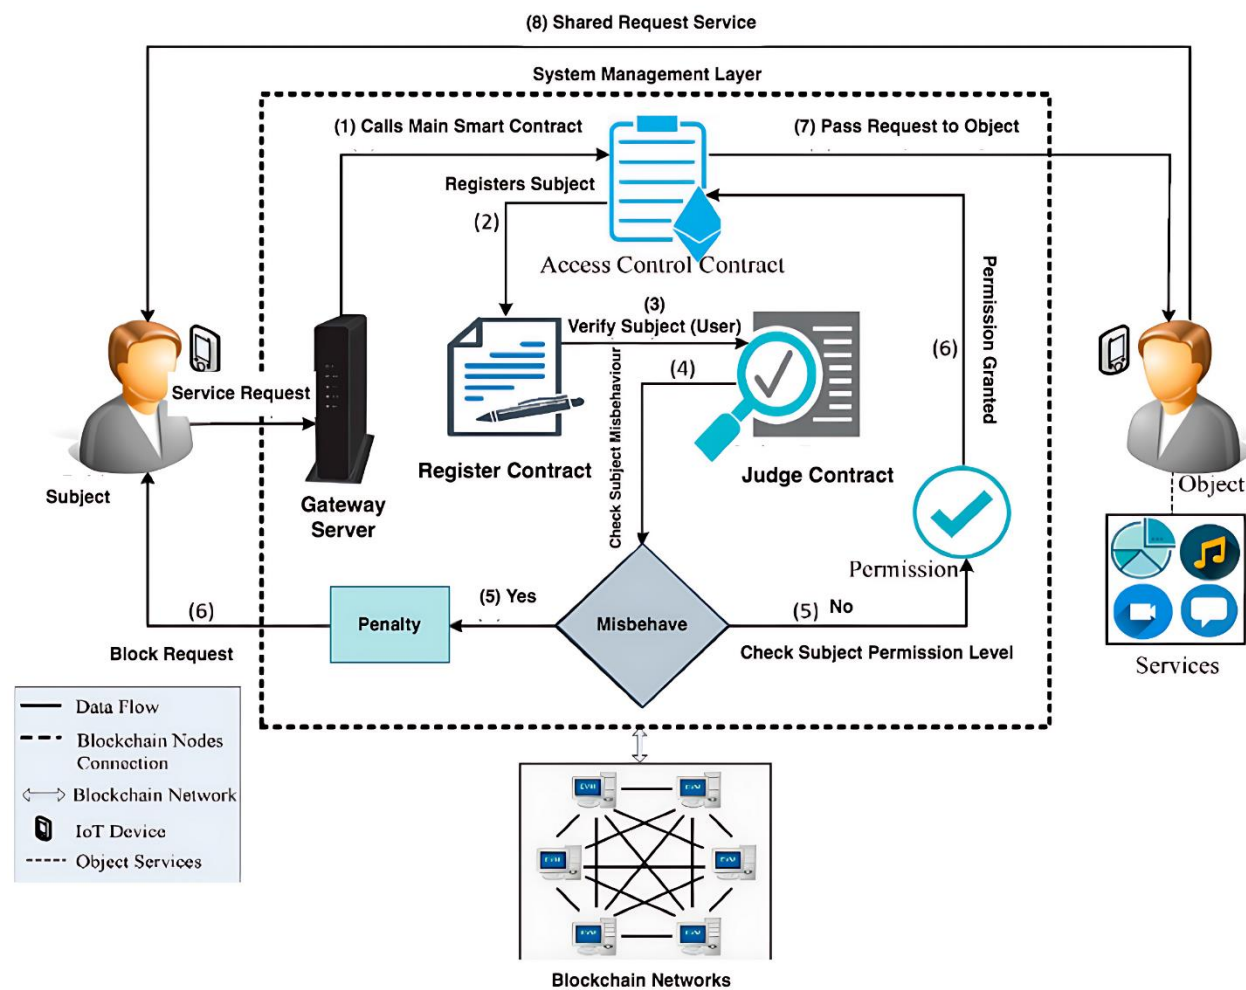 (8) Shared Request Service
System Management Layer
(1) Calls Main Smart Contract
(7) Pass Request to Object
Registers Subject
(2)
Access Control Contract
Permission Granted
(3)
Verify Subject (User)
(4)
(6)
Check Subject Misbehaviour
Service Request
Register Contract
Judge Contract
Subject
Gateway
Server
Object
Permission
(5) Yes
(5) No
(6)
Penalty
Misbehave
Block Request
Check Subject Permission Level
Services
Data Flow
Blockchain Nodes
Connection
Blockchain Network
IoT Device
Object Services
Blockchain Networks